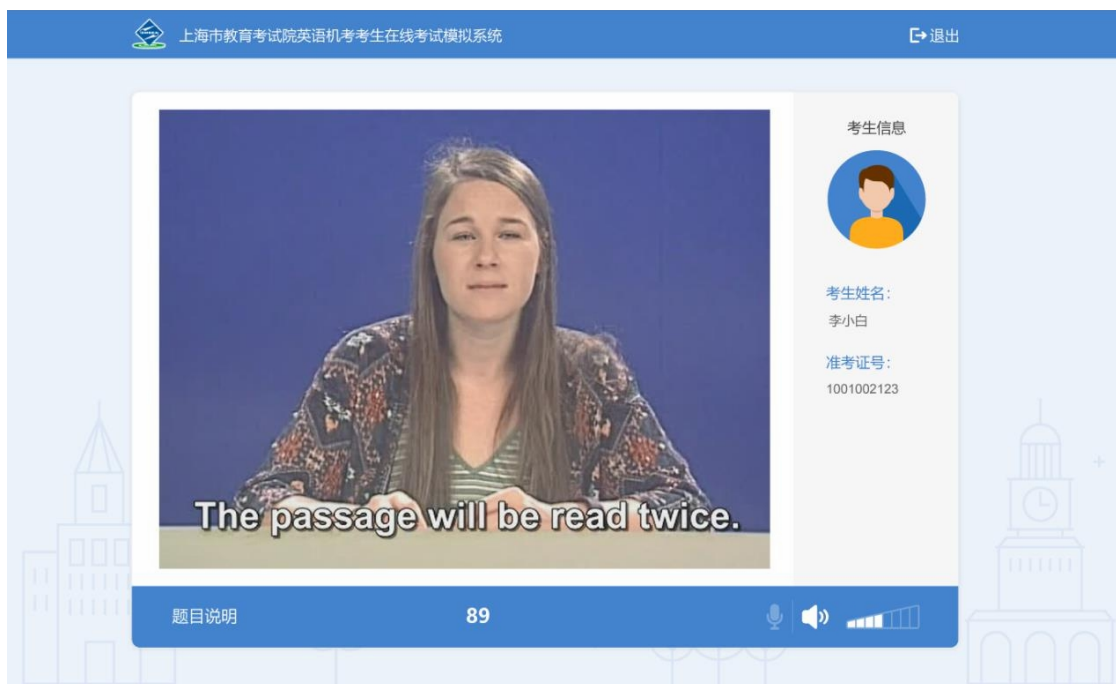 上海市教育考试院英语机考考生在线考试模拟系统
退出
The passage will be read twice.
考生信息
考生姓名：
李小白
准考证号：
1001002123
题目说明
89